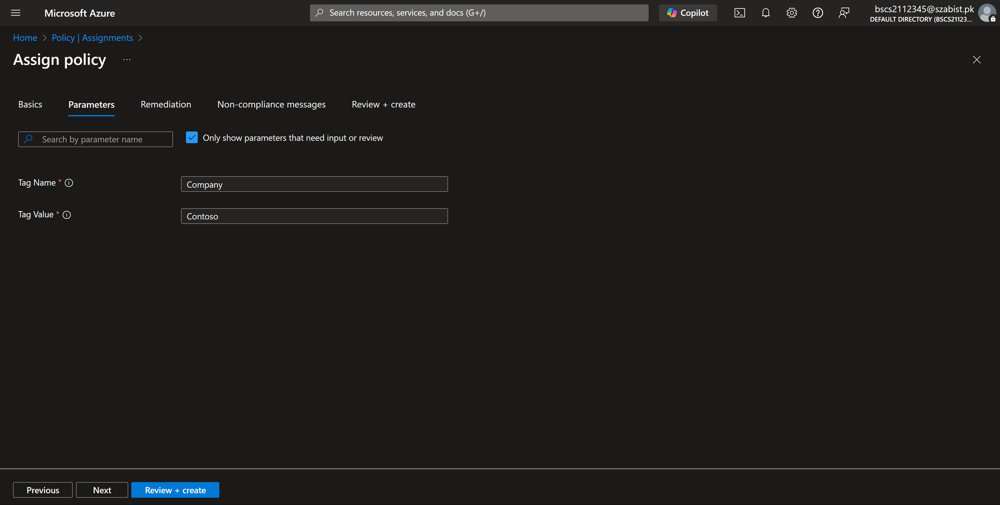 Microsoft Azure
Search resources, services, and docs (G+/)
Copilot
bscs2112345@szabist.pk
DEFAULT DIRECTORY (BSCS21123...
Home > Policy | Assignments >
Assign policy ...
Basics Parameters Remediation Non-compliance messages Review + create
Search by parameter name
Only show parameters that need input or review
Tag Name *
Company
Tag Value *
Contoso
Previous Next Review + create